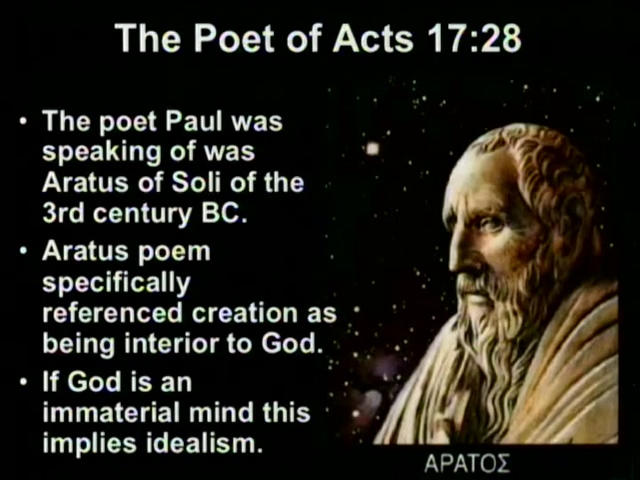 The Poet of Acts 17:28
• The poet Paul was
speaking of was
Aratus of Soli of the
3rd century BC.
• Aratus poem
specifically
referenced creation as
being interior to God.
• If God is an
immaterial mind this
implies idealism.
ΑΡΑΤΟΣ